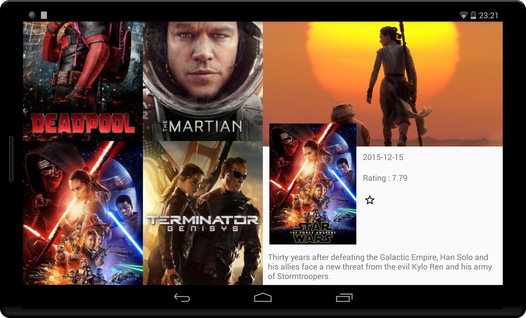 23:21
DEADPOOL
THE MARTIAN
TERMINATOR
GENISYS
STAR
THE FORCE AWAKENS
WARS
2015-12-15
Rating : 7.79
Thirty years after defeating the Galactic Empire, Han Solo and
his allies face a new threat from the evil Kylo Ren and his army
of Stormtroopers.